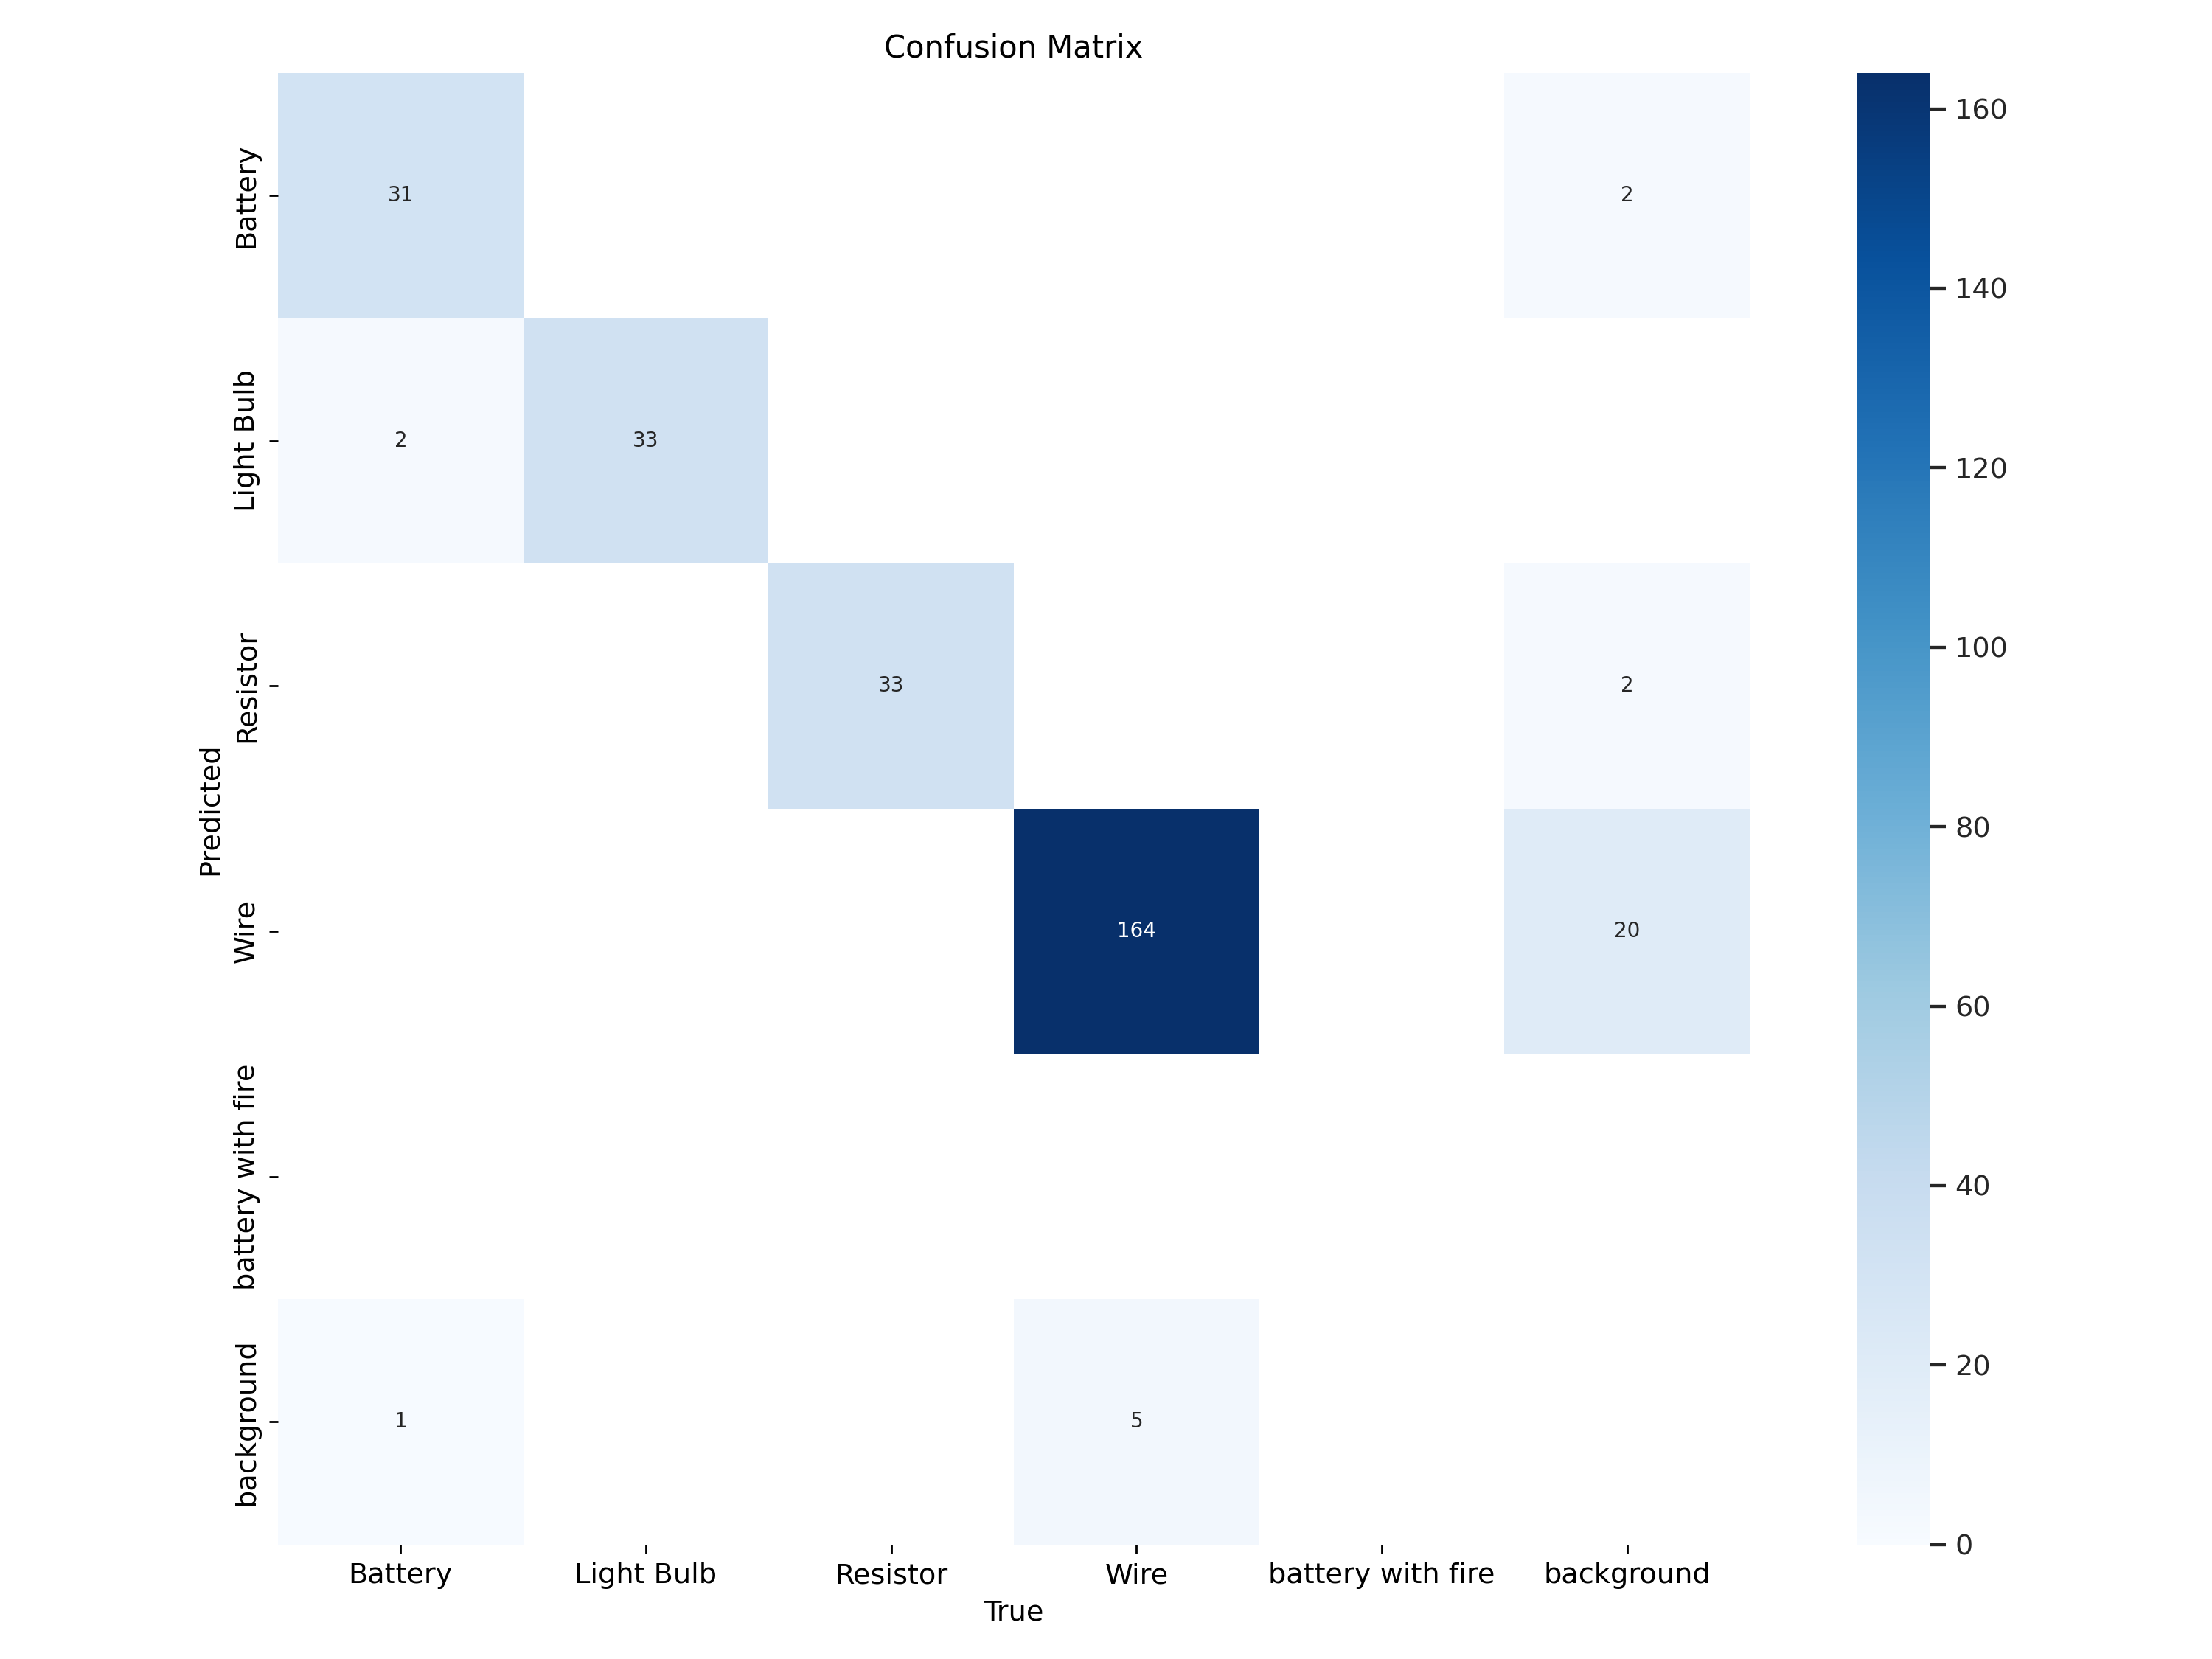 Confusion Matrix
Battery
31
2
Light Bulb
2
33
Resistor
33
2
Predicted
Wire
164
20
battery with fire
background
1
5
Battery
Light Bulb
Resistor
Wire
battery with fire
background
True
160
140
120
100
80
60
40
20
0